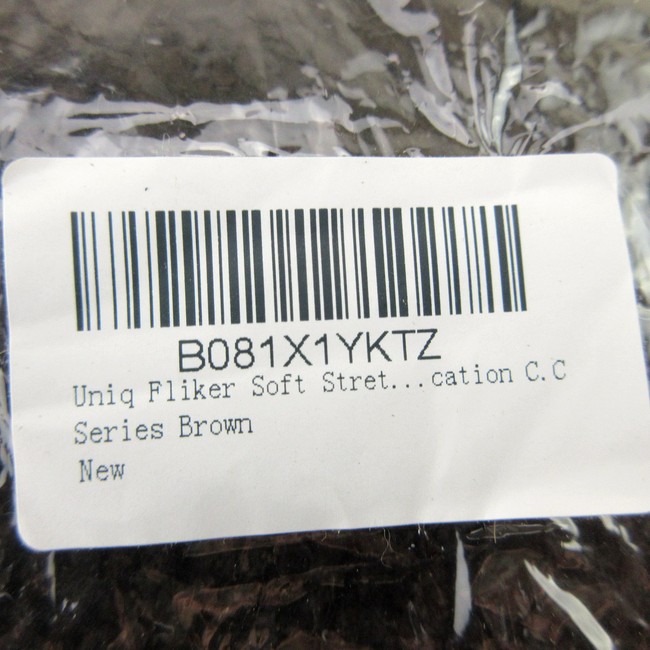 B081X1YKTZ
Uniq Fliker Soft Stret...cation C.C
Series Brown
New